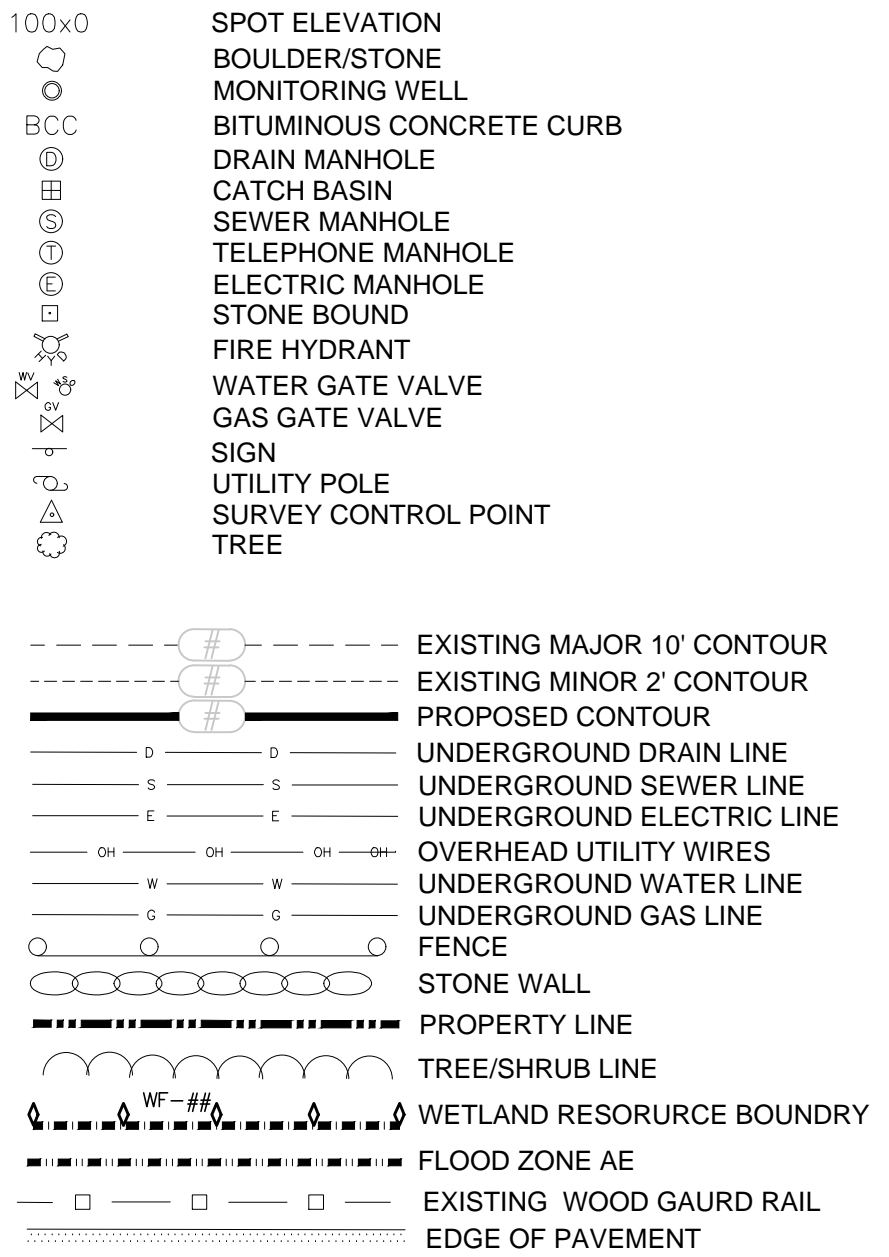 100x0 SPOT ELEVATION
BOULDER/STONE
MONITORING WELL
BCC BITUMINOUS CONCRETE CURB
D DRAIN MANHOLE
CATCH BASIN
S SEWER MANHOLE
T TELEPHONE MANHOLE
E ELECTRIC MANHOLE
STONE BOUND
FIRE HYDRANT
WV WS WATER GATE VALVE
GV GAS GATE VALVE
SIGN
UTILITY POLE
SURVEY CONTROL POINT
TREE
# EXISTING MAJOR 10' CONTOUR
# EXISTING MINOR 2' CONTOUR
# PROPOSED CONTOUR
D D UNDERGROUND DRAIN LINE
S S UNDERGROUND SEWER LINE
E E UNDERGROUND ELECTRIC LINE
OH OH OH OH OVERHEAD UTILITY WIRES
W W UNDERGROUND WATER LINE
G G UNDERGROUND GAS LINE
FENCE
STONE WALL
PROPERTY LINE
TREE/SHRUB LINE
WF-## WETLAND RESORURCE BOUNDRY
FLOOD ZONE AE
EXISTING WOOD GAURD RAIL
EDGE OF PAVEMENT